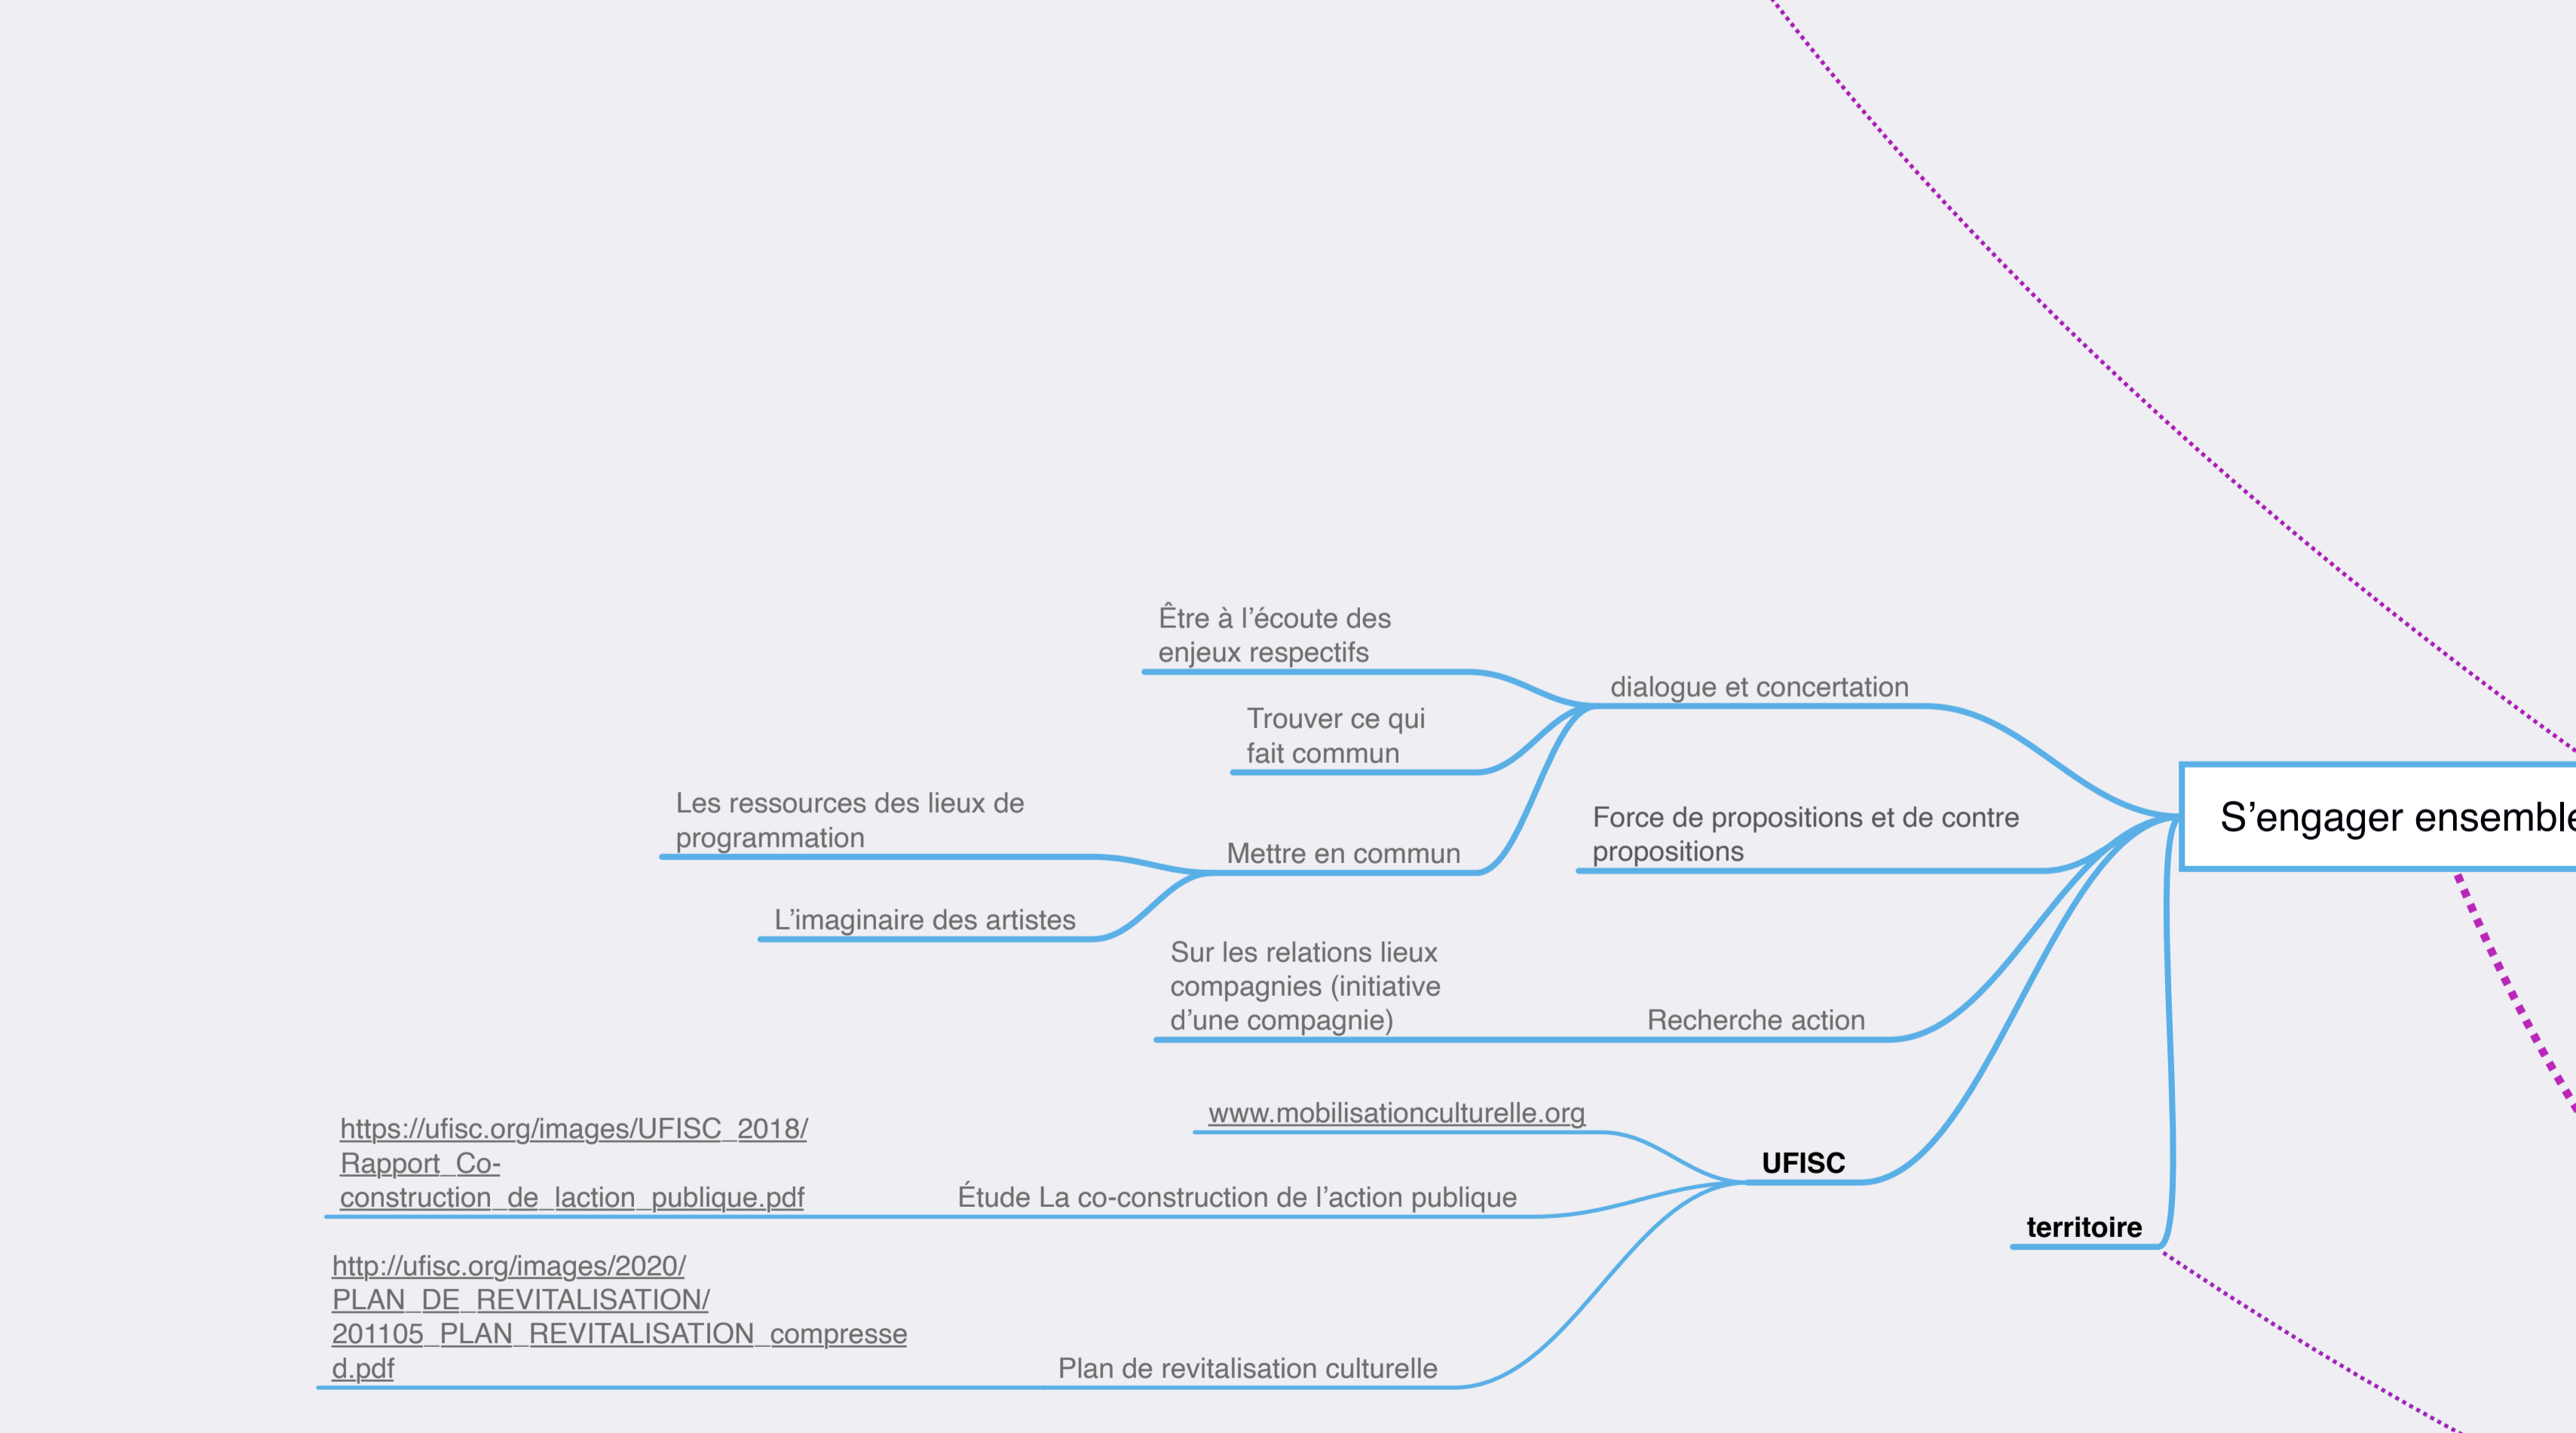 Être à l’écoute des
enjeux respectifs
dialogue et concertation
Trouver ce qui
fait commun
Les ressources des lieux de
programmation
Mettre en commun
L’imaginaire des artistes
Force de propositions et de contre
propositions
S’engager ensemble
Sur les relations lieux
compagnies (initiative
d’une compagnie)
Recherche action
www.mobilisationculturelle.org
UFISC
https://ufisc.org/images/UFISC_2018/
Rapport_Co-
construction_de_laction_publique.pdf
Étude La co-construction de l’action publique
territoire
http://ufisc.org/images/2020/
PLAN_DE_REVITALISATION/
201105_PLAN_REVITALISATION_compresse
d.pdf
Plan de revitalisation culturelle